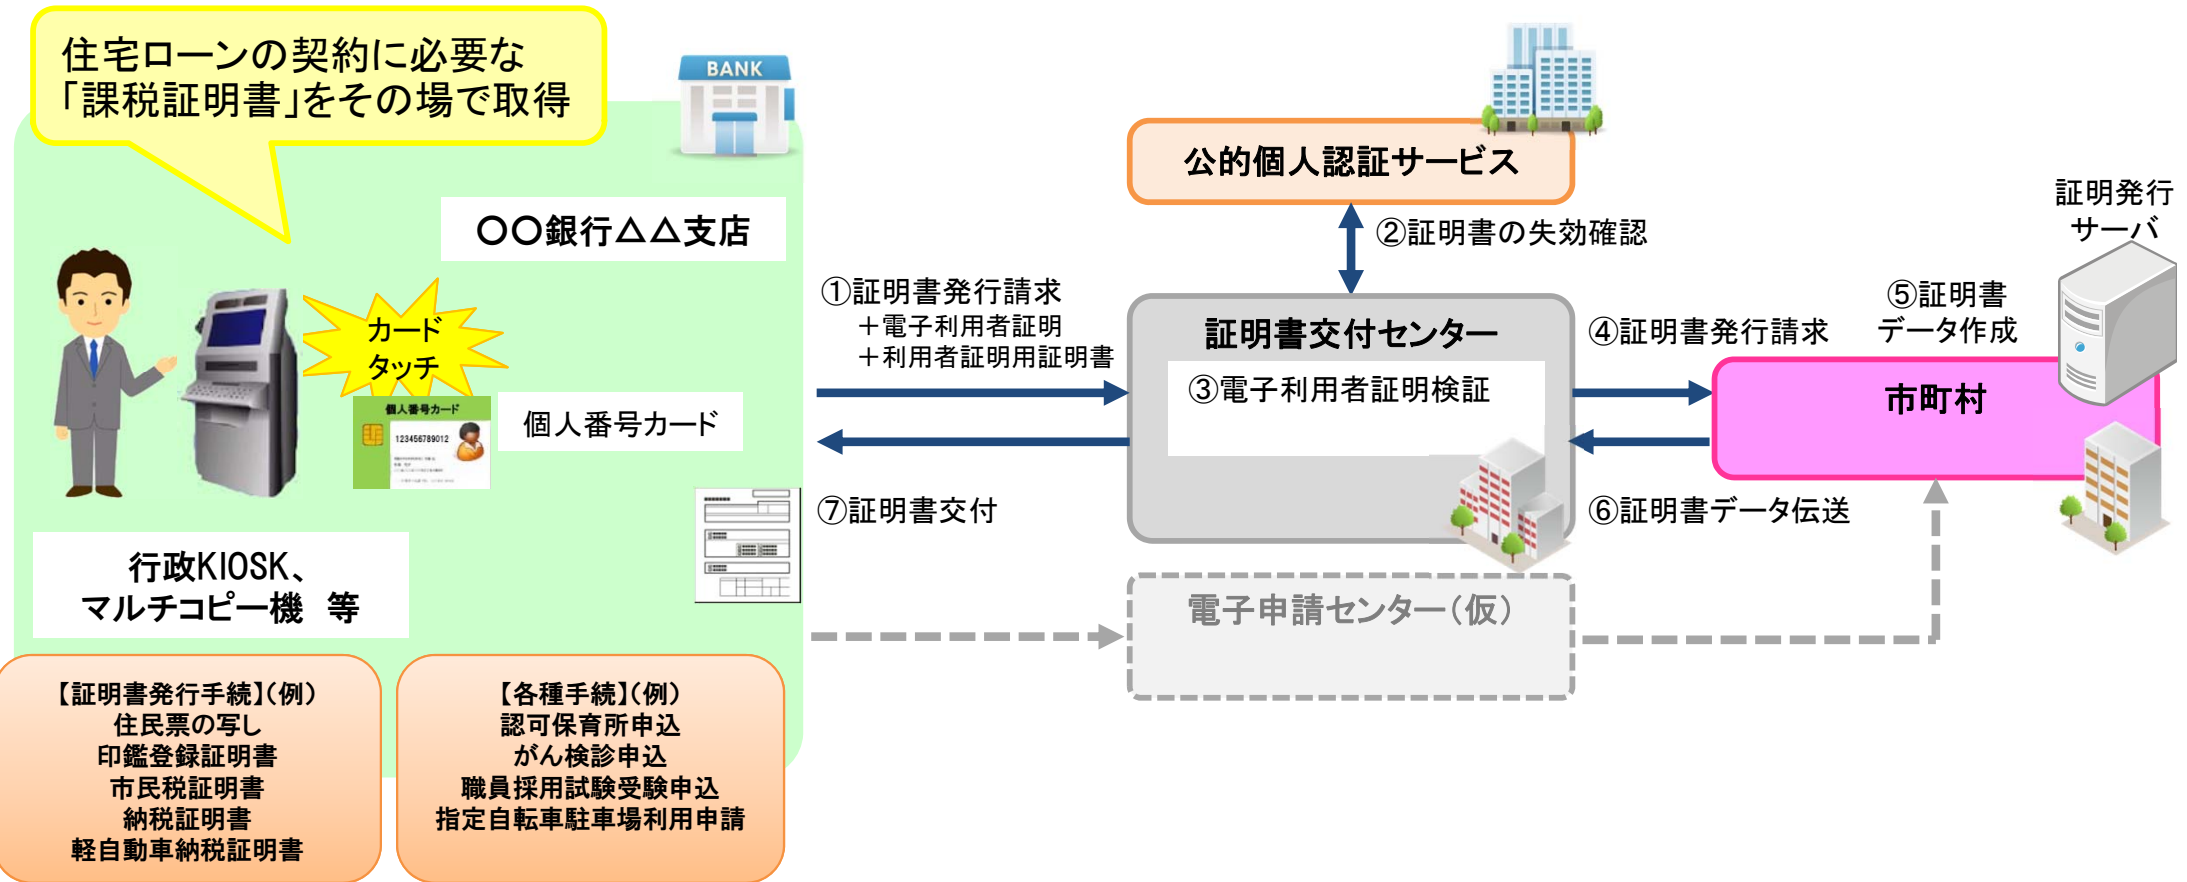 住宅ローンの契約に必要な
「課税証明書」をその場で取得
BANK
〇〇銀行△△支店
カード
タッチ
個人番号カード
123456789012
個人番号カード
行政KIOSK、
マルチコピー機 等
【証明書発行手続】(例)
住民票の写し
印鑑登録証明書
市民税証明書
納税証明書
軽自動車納税証明書
【各種手続】(例)
認可保育所申込
がん検診申込
職員採用試験受験申込
指定自転車駐車場利用申請
①証明書発行請求
+電子利用者証明
+利用者証明用証明書
⑦証明書交付
公的個人認証サービス
②証明書の失効確認
証明書交付センター
③電子利用者証明検証
電子申請センター(仮)
④証明書発行請求
⑥証明書データ伝送
⑤証明書
データ作成
証明発行
サーバ
市町村